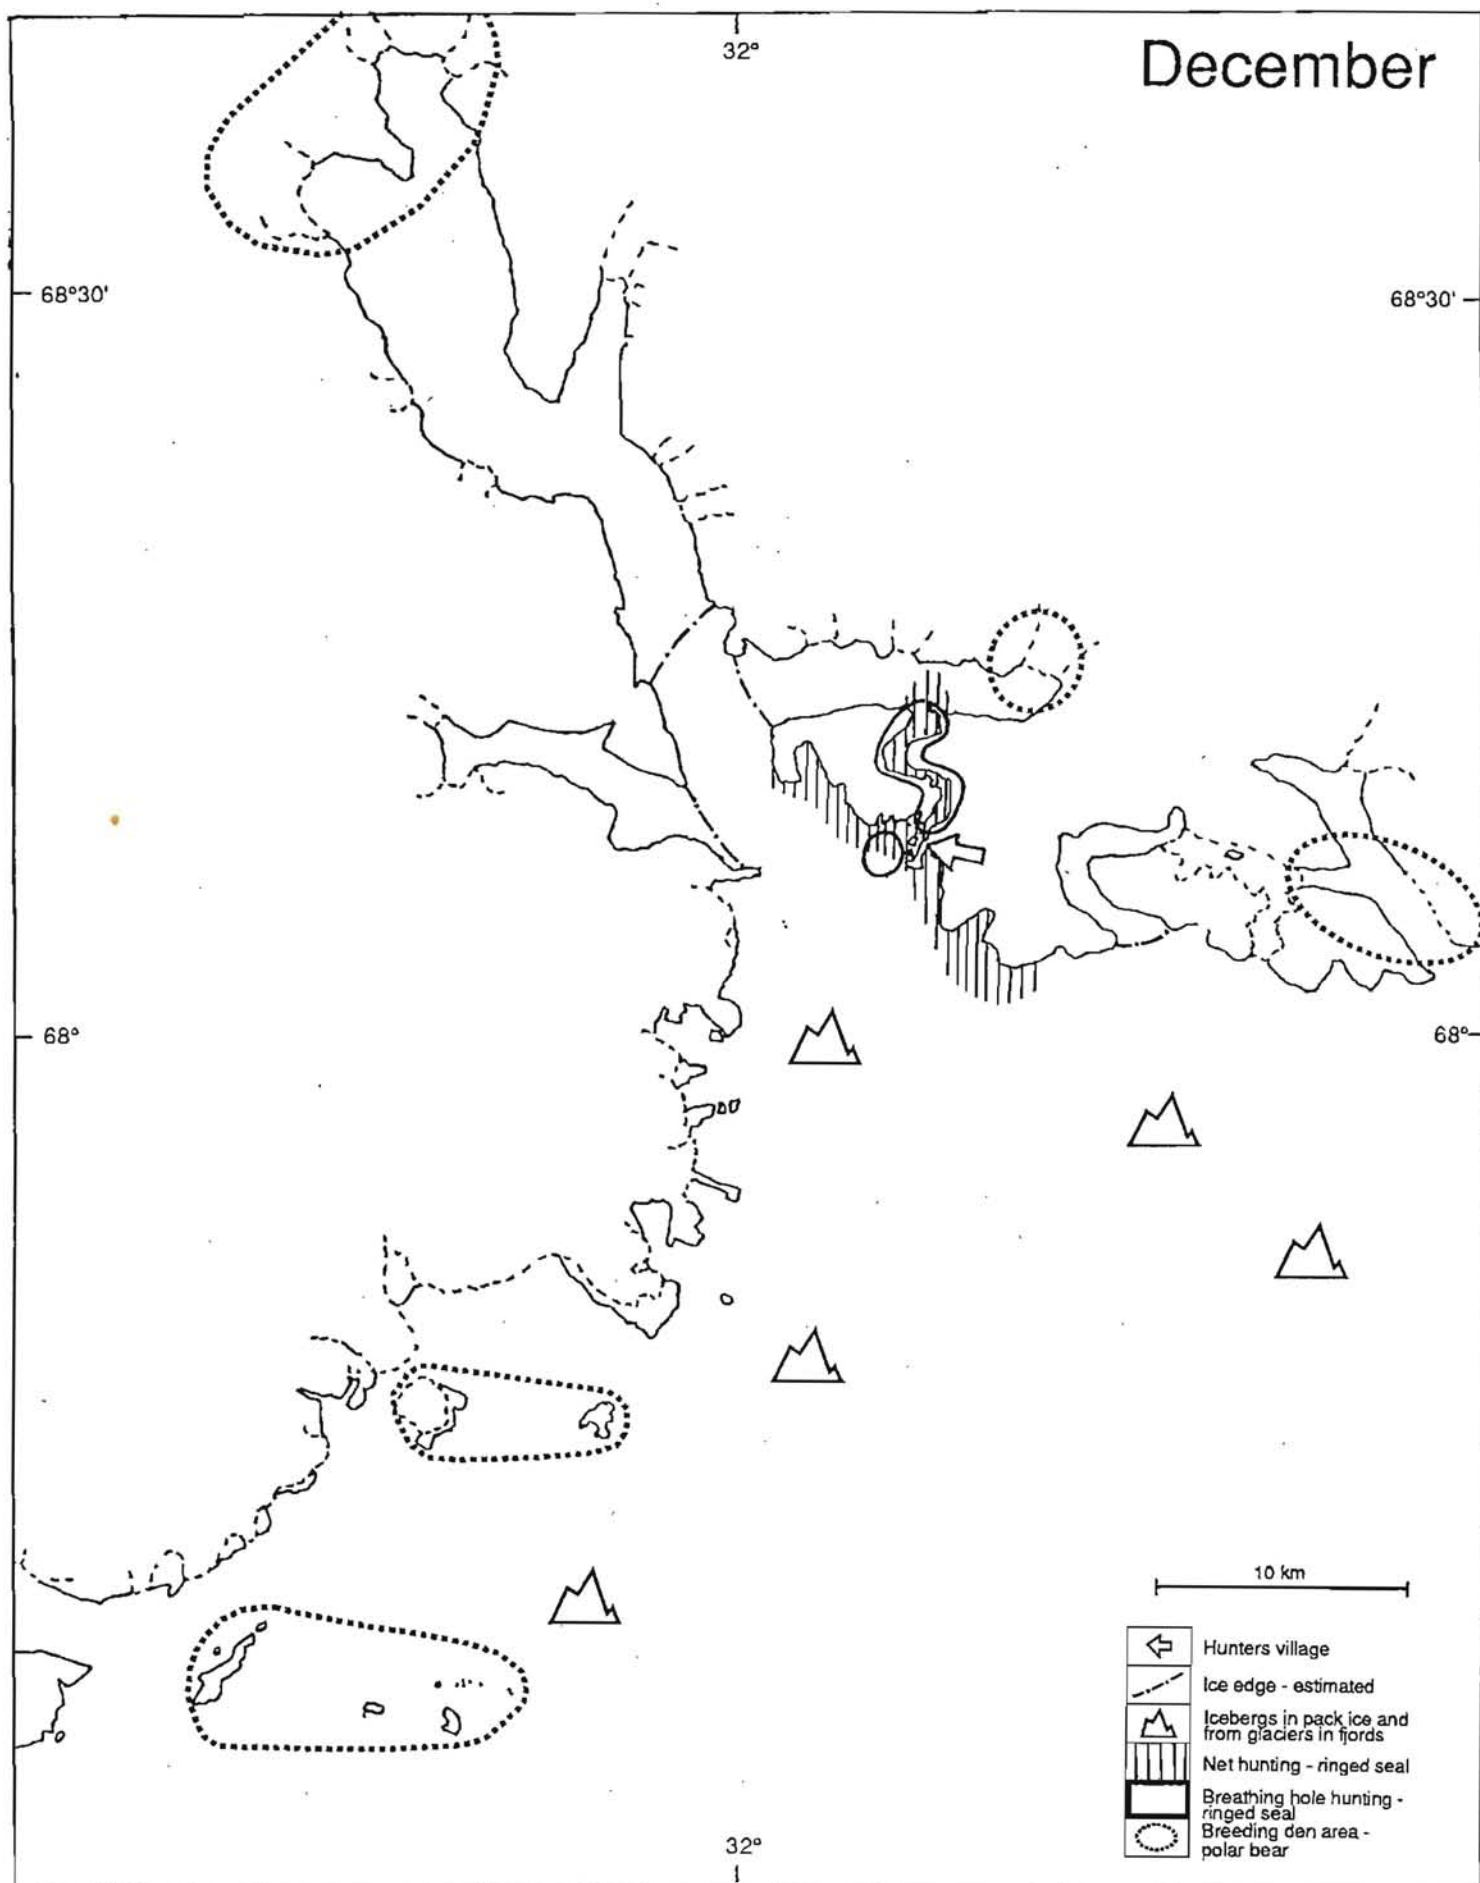 32°
December
68°30'
68°30'
68°
68°
10 km
Hunters village
Ice edge - estimated
Icebergs in pack ice and
from glaciers in fjords
Net hunting - ringed seal
Breathing hole hunting -
ringed seal
Breeding den area -
polar bear
32°